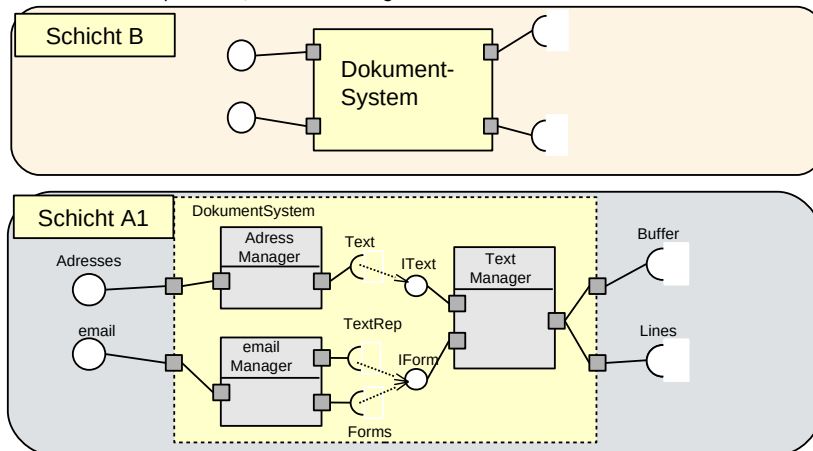 Schicht B
Dokument-
System
Schicht A1
DokumentSystem
Adress
Manager
Text
IText
Text
Manager
Buffer
Adresses
email
TextRep
email
Manager
IForm
Lines
Forms